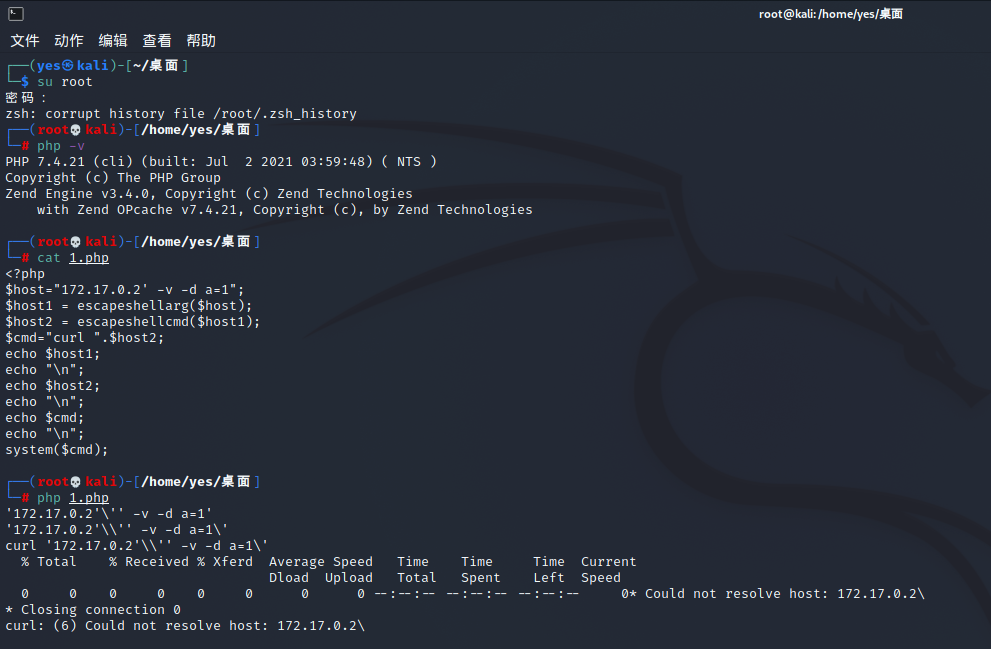 root@kali:/home/yes/桌面
文件 动作 编辑 查看 帮助
┌──(yes㉿kali)-[~/桌面]
└─$ su root
密码：
zsh: corrupt history file /root/.zsh_history
┌──(root💀kali)-[/home/yes/桌面]
└─# php -v
PHP 7.4.21 (cli) (built: Jul  2 2021 03:59:48) ( NTS )
Copyright (c) The PHP Group
Zend Engine v3.4.0, Copyright (c) Zend Technologies
    with Zend OPcache v7.4.21, Copyright (c), by Zend Technologies
┌──(root💀kali)-[/home/yes/桌面]
└─# cat 1.php
<?php
$host="172.17.0.2' -v -d a=1";
$host1 = escapeshellarg($host);
$host2 = escapeshellcmd($host1);
$cmd="curl ".$host2;
echo $host1;
echo "\n";
echo $host2;
echo "\n";
echo $cmd;
echo "\n";
system($cmd);
┌──(root💀kali)-[/home/yes/桌面]
└─# php 1.php
'172.17.0.2'\'' -v -d a=1'
'172.17.0.2'\\'' -v -d a=1\'
curl '172.17.0.2'\\'' -v -d a=1\'
  % Total    % Received % Xferd  Average Speed   Time    Time     Time  Current
                                 Dload  Upload   Total   Spent    Left  Speed
  0     0    0     0    0     0      0      0 --:--:-- --:--:-- --:--:--     0* Could not resolve host: 172.17.0.2\
* Closing connection 0
curl: (6) Could not resolve host: 172.17.0.2\